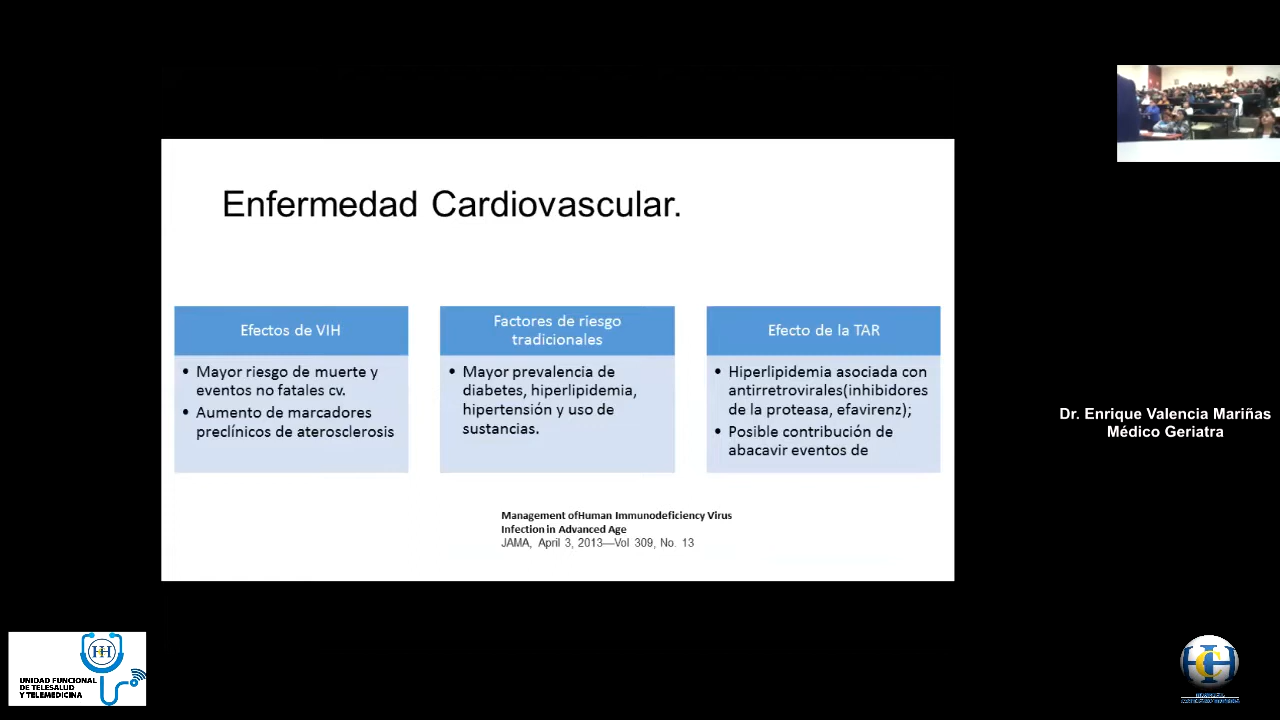 Enfermedad Cardiovascular.
Efectos de VIH
Mayor riesgo de muerte y
eventos no fatales cv.
Aumento de marcadores
preclínicos de aterosclerosis
Factores de riesgo
tradicionales
Mayor prevalencia de
diabetes, hiperlipidemia,
hipertensión y uso de
sustancias.
Efecto de la TAR
Hiperlipidemia asociada con
antirretrovirales(inhibidores
de la proteasa, efavirenz);
Posible contribución de
abacavir eventos de
Management ofHuman Immunodeficiency Virus
Infection in Advanced Age
JAMA, April 3, 2013—Vol 309, No. 13
Dr. Enrique Valencia Mariñas
Médico Geriatra
HH
UNIDAD FUNCIONAL
DE TELESALUD
Y TELEMEDICINA